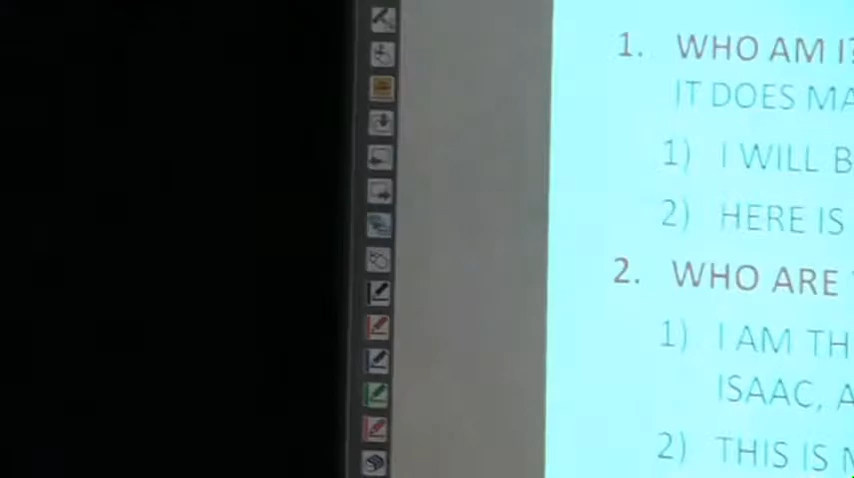 1. WHO AM I?
IT DOES MA
1) I WILL B
2) HERE IS
2. WHO ARE
1) I AM TH
ISAAC, A
2) THIS IS